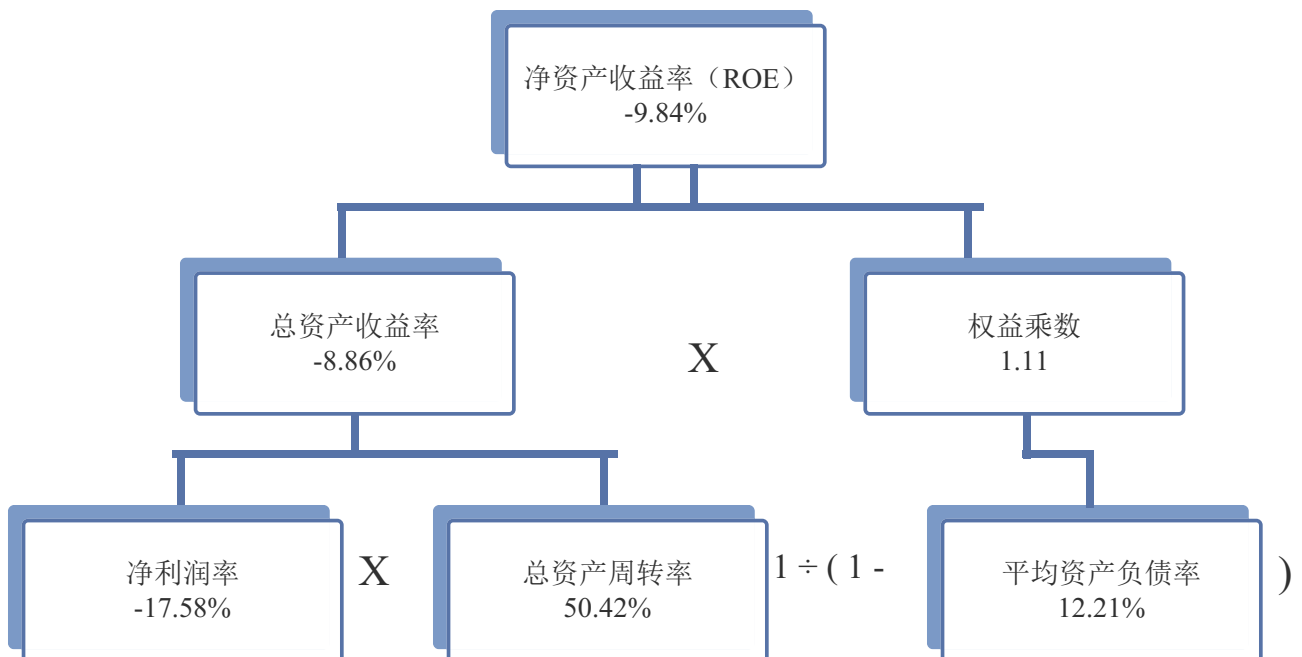 净资产收益率（ROE）
-9.84%
总资产收益率
-8.86%
X
权益乘数
1.11
净利润率
-17.58%
X
总资产周转率
50.42%
1 ÷ ( 1 -
平均资产负债率
12.21%
)